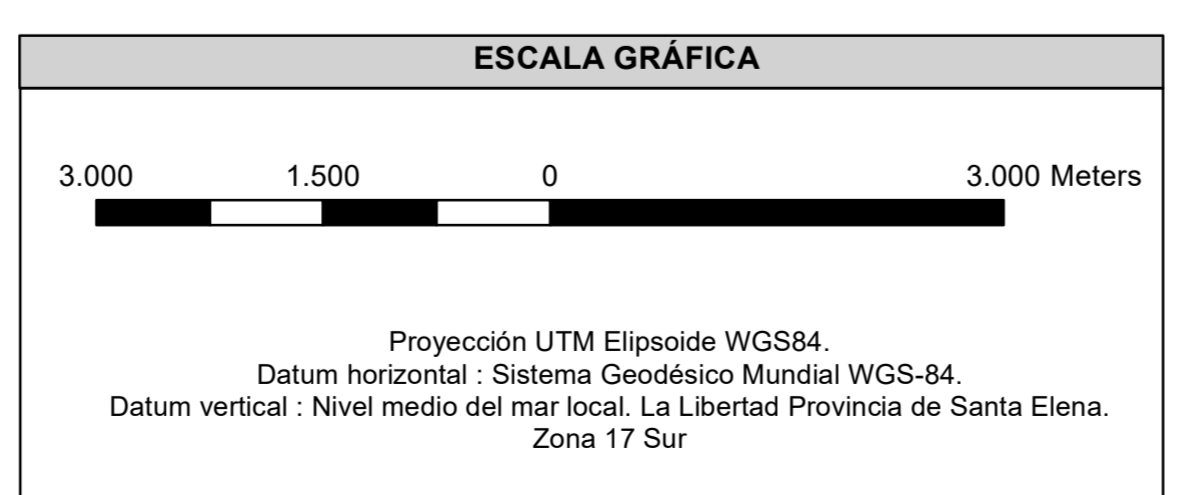 ESCALA GRÁFICA
3.000 1.500 0 3.000 Meters
Proyección UTM Elipsoide WGS84.
Datum horizontal : Sistema Geodésico Mundial WGS-84.
Datum vertical : Nivel medio del mar local. La Libertad Provincia de Santa Elena.
Zona 17 Sur